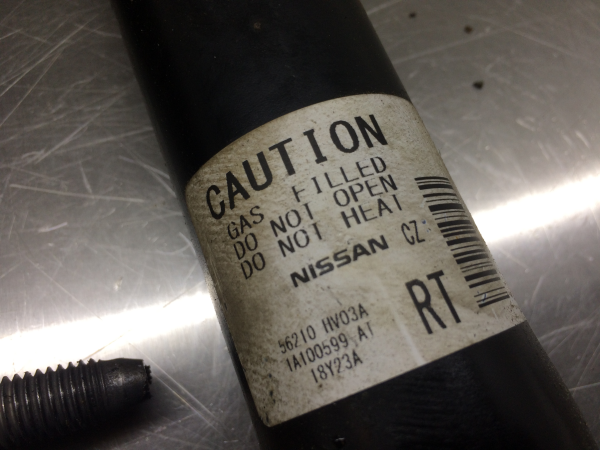 CAUTION
GAS FILLED
DO NOT OPEN
DO NOT HEAT
NISSAN CZ
RT
56210 HV03A
1A100599 AT
18Y23A